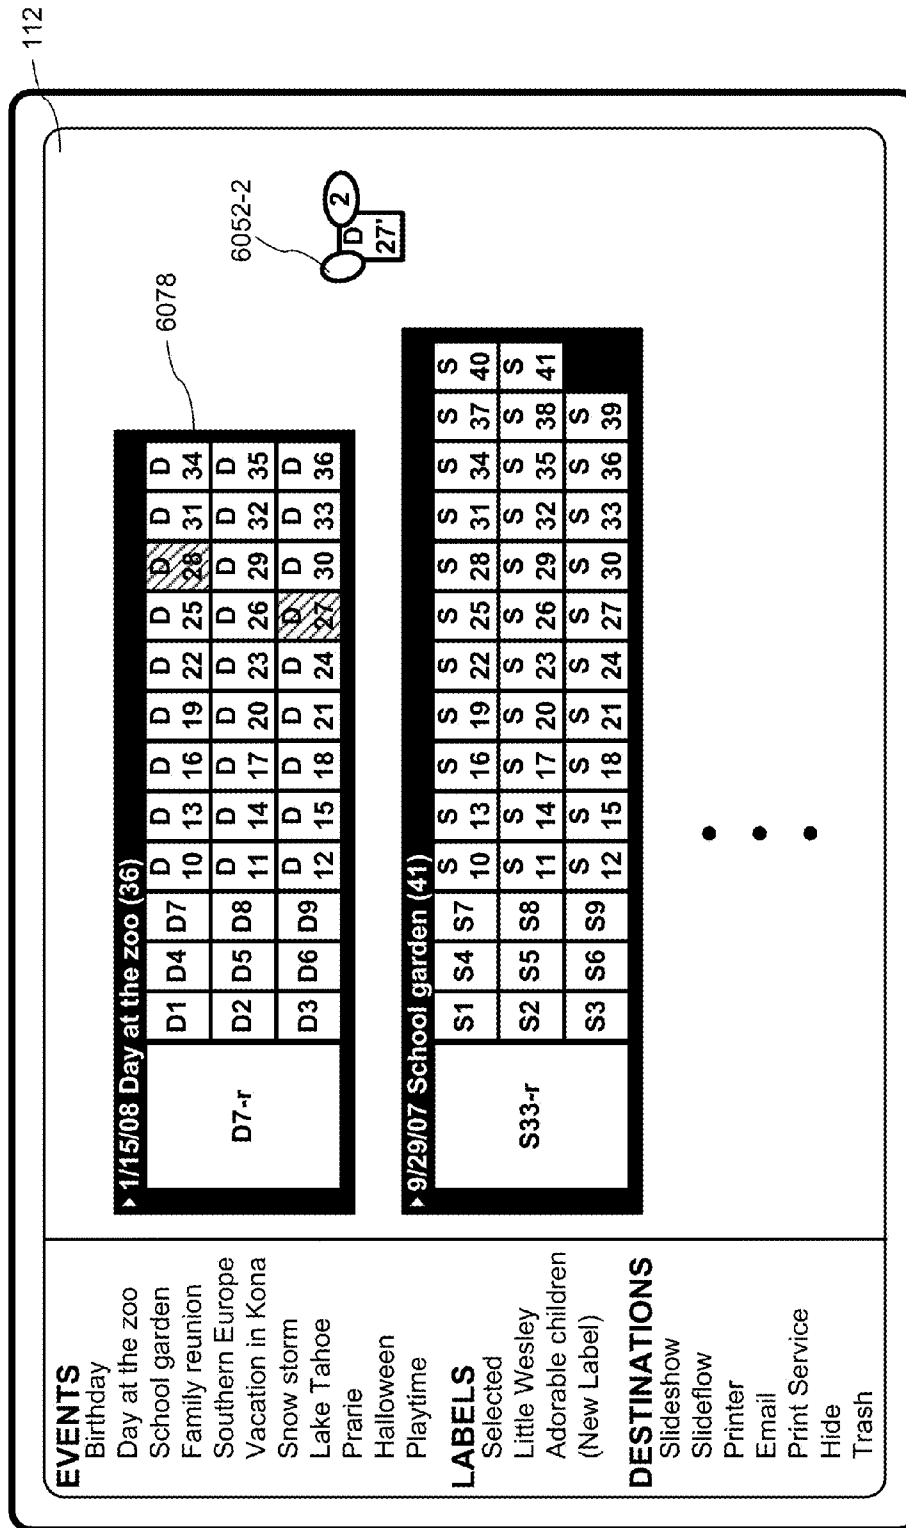 112
EVENTS
Birthday
Day at the zoo
School garden
Family reunion
Southern Europe
Vacation in Kona
Snow storm
Lake Tahoe
Prarie
Halloween
Playtime
LABELS
Selected
Little Wesley
Adorable children
(New Label)
DESTINATIONS
Slideshow
Slideflow
Printer
Email
Print Service
Hide
Trash
1/15/08 Day at the zoo (36)
D7-r
D1 D4 D7 D 10 D 13 D 16 D 19 D 22 D 25 D 28 D 31 D 34
D2 D5 D8 D 11 D 14 D 17 D 20 D 23 D 26 D 29 D 32 D 35
D3 D6 D9 D 12 D 15 D 18 D 21 D 24 D 27 D 30 D 33 D 36
6078
6052-2
2
D
27'
9/29/07 School garden (41)
S33-r
S1 S4 S7 S 10 S 13 S 16 S 19 S 22 S 25 S 28 S 31 S 34 S 37 S 40
S2 S5 S8 S 11 S 14 S 17 S 20 S 23 S 26 S 29 S 32 S 35 S 38 S 41
S3 S6 S9 S 12 S 15 S 18 S 21 S 24 S 27 S 30 S 33 S 36 S 39